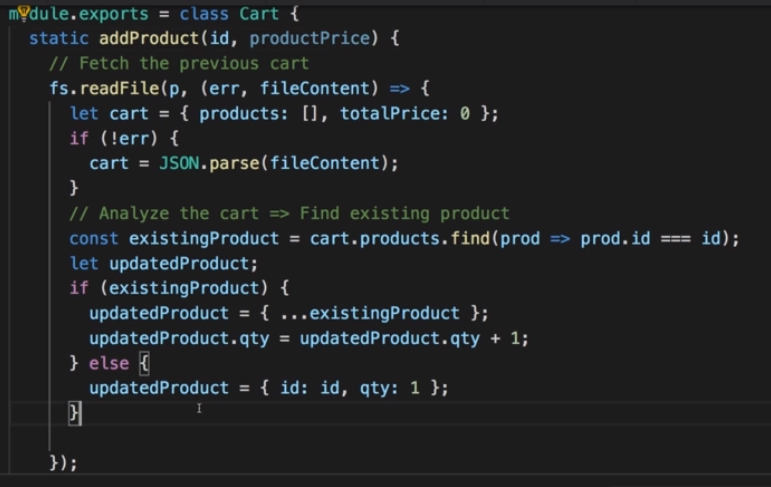 module.exports = class Cart {
static addProduct(id, productPrice) {
// Fetch the previous cart
fs.readFile(p, (err, fileContent) => {
let cart = { products: [], totalPrice: 0 };
if (!err) {
cart = JSON.parse(fileContent);
}
// Analyze the cart => Find existing product
const existingProduct = cart.products.find(prod => prod.id === id);
let updatedProduct;
if (existingProduct) {
updatedProduct = { ...existingProduct };
updatedProduct.qty = updatedProduct.qty + 1;
} else {
updatedProduct = { id: id, qty: 1 };
}
});